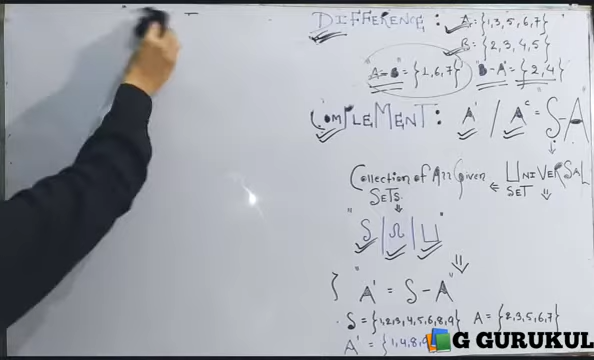 DIFFERENCE: A = {1,3,5,6,7}
B = {2,3,4,5}
"A-B" = {1,6,7} "B-A" = {2,4}
COMPLEMENT: A' / Aᶜ = S-A
Collection of All Given SETS ⇐ UNIVERSAL SET
"S | Ω | U"
"A' = S-A"
S = {1,2,3,4,5,6,8,9} A = {2,3,5,6,7}
A' = {1,4,8,9
G GURUKUL